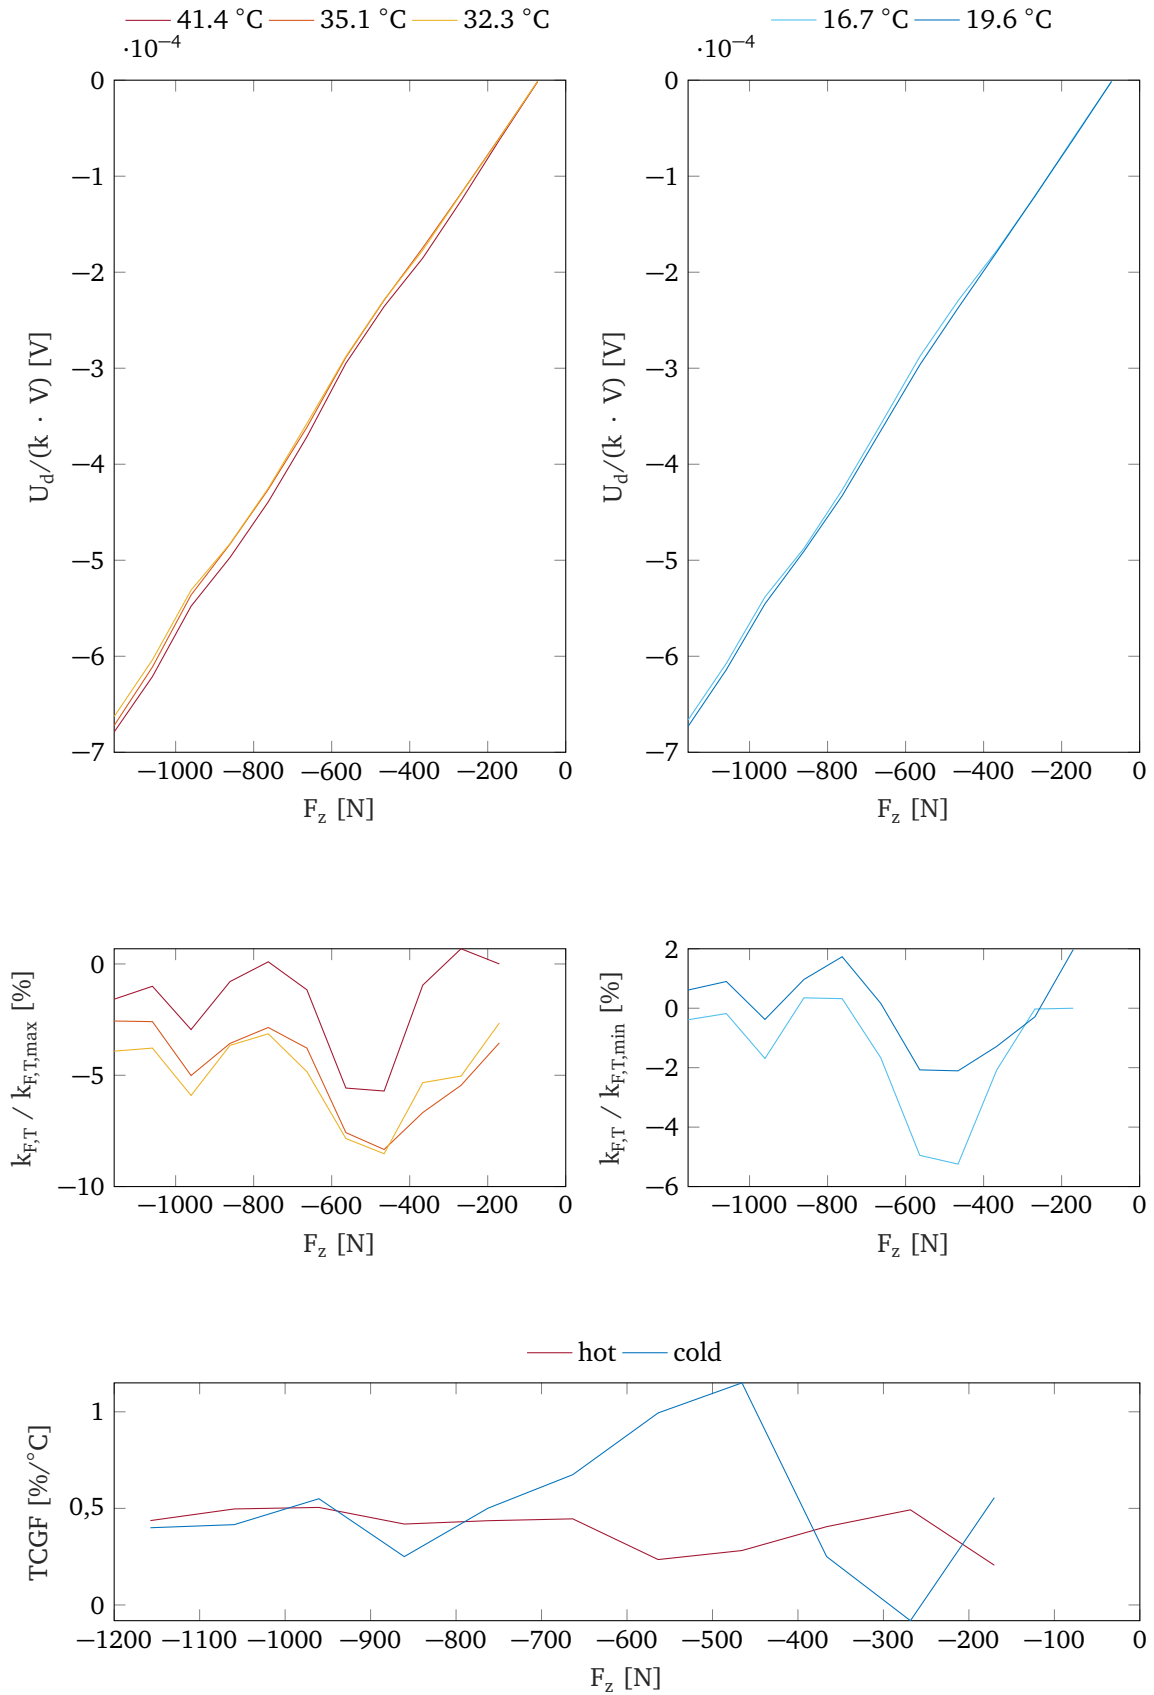 41.4 °C 35.1 °C 32.3 °C
16.7 °C 19.6 °C
·10⁻⁴
·10⁻⁴
0
−1
−2
−3
−4
−5
−6
−7
U_d/(k · V) [V]
−1000 −800 −600 −400 −200 0
F_z [N]
0
−1
−2
−3
−4
−5
−6
−7
U_d/(k · V) [V]
−1000 −800 −600 −400 −200 0
F_z [N]
0
−5
−10
k_F,T / k_F,T,max [%]
−1000 −800 −600 −400 −200 0
F_z [N]
2
0
−2
−4
−6
k_F,T / k_F,T,min [%]
−1000 −800 −600 −400 −200 0
F_z [N]
hot cold
1
0,5
0
TCGF [%/°C]
−1200 −1100 −1000 −900 −800 −700 −600 −500 −400 −300 −200 −100 0
F_z [N]